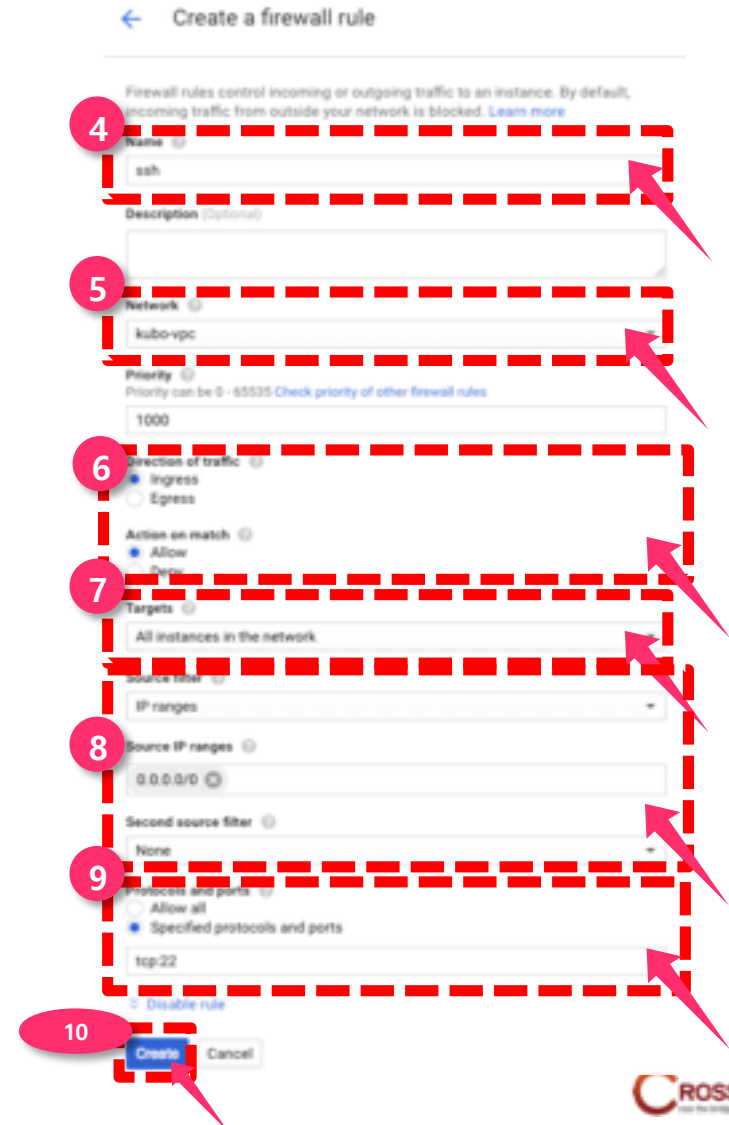 Create a firewall rule
Firewall rules control incoming or outgoing traffic to an instance. By default,
incoming traffic from outside your network is blocked. Learn more
4
Name
ssh
Description (Optional)
5
Network
kubo-vpc
Priority
Priority can be 0 - 65535 Check priority of other firewall rules
1000
6
Direction of traffic
Ingress
Egress
Action on match
Allow
Deny
7
Targets
All instances in the network
Source filter
IP ranges
8
Source IP ranges
0.0.0.0/0
Second source filter
None
9
Protocols and ports
Allow all
Specified protocols and ports
tcp:22
Disable rule
10
Create Cancel